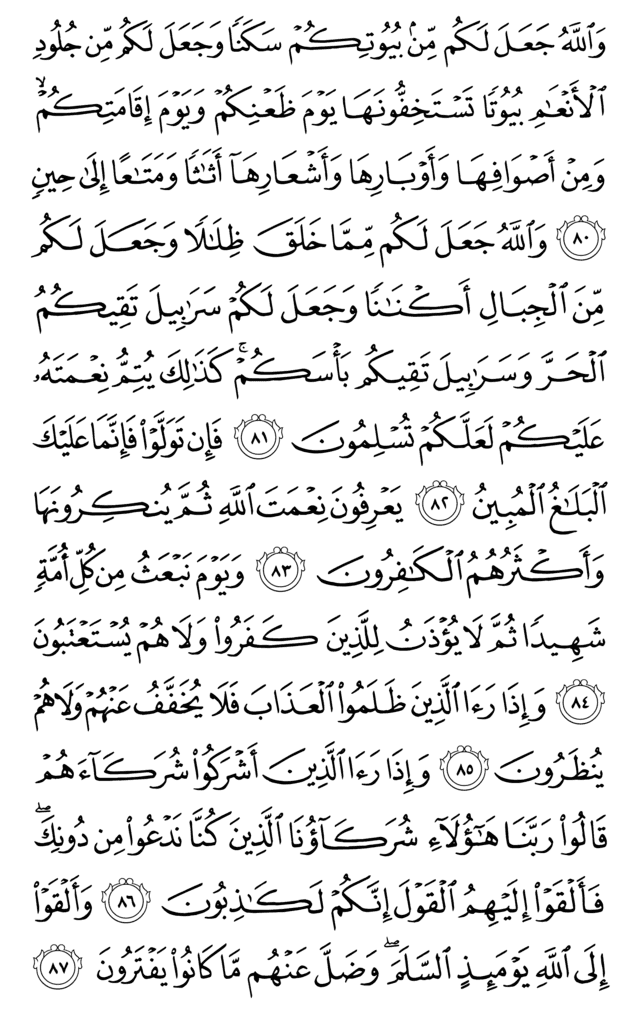 وَٱللَّهُ جَعَلَ لَكُم مِّنۢ بُيُوتِكُمۡ سَكَنٗا وَجَعَلَ لَكُم مِّن جُلُودِ
ٱلۡأَنۡعَٰمِ بُيُوتٗا تَسۡتَخِفُّونَهَا يَوۡمَ ظَعۡنِكُمۡ وَيَوۡمَ إِقَامَتِكُمۡۙ
وَمِنۡ أَصۡوَافِهَا وَأَوۡبَارِهَا وَأَشۡعَارِهَآ أَثَٰثٗا وَمَتَٰعًا إِلَىٰ حِينٖ
٨٠ وَٱللَّهُ جَعَلَ لَكُم مِّمَّا خَلَقَ ظِلَٰلٗا وَجَعَلَ لَكُم
مِّنَ ٱلۡجِبَالِ أَكۡنَٰنٗا وَجَعَلَ لَكُمۡ سَرَٰبِيلَ تَقِيكُمُ
ٱلۡحَرَّ وَسَرَٰبِيلَ تَقِيكُم بَأۡسَكُمۡۚ كَذَٰلِكَ يُتِمُّ نِعۡمَتَهُۥ
عَلَيۡكُمۡ لَعَلَّكُمۡ تُسۡلِمُونَ ٨١ فَإِن تَوَلَّوۡاْ فَإِنَّمَا عَلَيۡكَ
ٱلۡبَلَٰغُ ٱلۡمُبِينُ ٨٢ يَعۡرِفُونَ نِعۡمَتَ ٱللَّهِ ثُمَّ يُنكِرُونَهَا
وَأَكۡثَرُهُمُ ٱلۡكَٰفِرُونَ ٨٣ وَيَوۡمَ نَبۡعَثُ مِن كُلِّ أُمَّةٖ
شَهِيدٗا ثُمَّ لَا يُؤۡذَنُ لِلَّذِينَ كَفَرُواْ وَلَا هُمۡ يُسۡتَعۡتَبُونَ
٨٤ وَإِذَا رَءَا ٱلَّذِينَ ظَلَمُواْ ٱلۡعَذَابَ فَلَا يُخَفَّفُ عَنۡهُمۡ وَلَا هُمۡ
يُنظَرُونَ ٨٥ وَإِذَا رَءَا ٱلَّذِينَ أَشۡرَكُواْ شُرَكَآءَهُمۡ
قَالُواْ رَبَّنَا هَٰٓؤُلَآءِ شُرَكَآؤُنَا ٱلَّذِينَ كُنَّا نَدۡعُواْ مِن دُونِكَۖ
فَأَلۡقَوۡاْ إِلَيۡهِمُ ٱلۡقَوۡلَ إِنَّكُمۡ لَكَٰذِبُونَ ٨٦ وَأَلۡقَوۡاْ
إِلَى ٱللَّهِ يَوۡمَئِذٍ ٱلسَّلَمَۖ وَضَلَّ عَنۡهُم مَّا كَانُواْ يَفۡتَرُونَ ٨٧